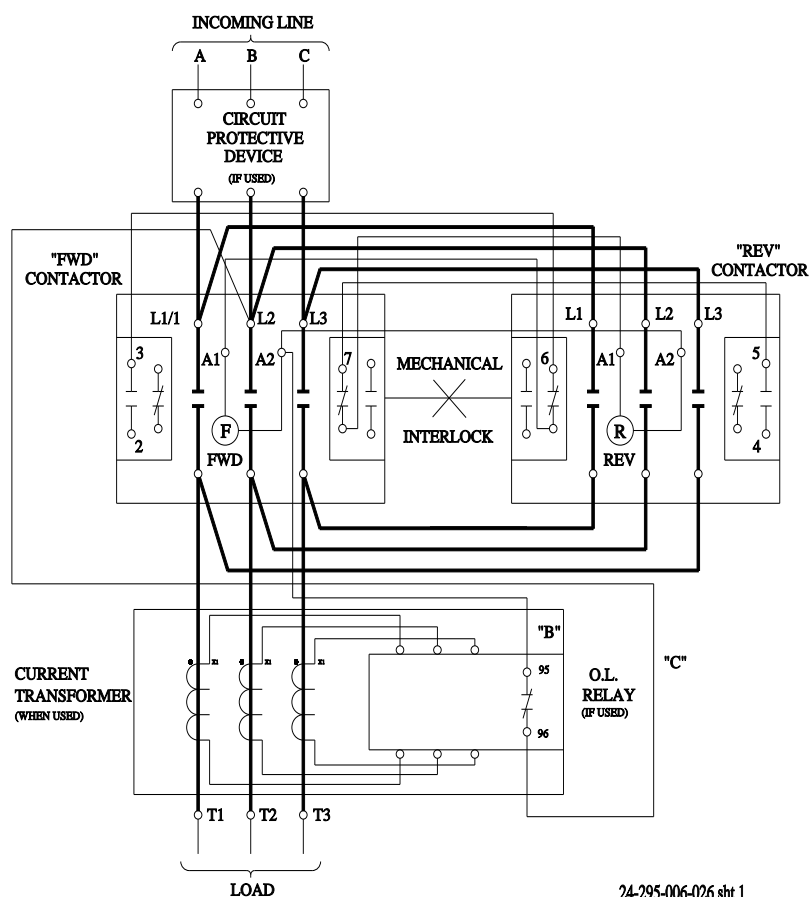 INCOMING LINE
A B C
CIRCUIT
PROTECTIVE
DEVICE
(IF USED)
"FWD"
CONTACTOR
"REV"
CONTACTOR
L1/1 L2 L3
L1 L2 L3
3 A1 A2 7
MECHANICAL
6 A1 A2 5
F
INTERLOCK
R
2 FWD
REV 4
"B"
"C"
X1 X1 X1
95
CURRENT
TRANSFORMER
(WHEN USED)
O.L.
RELAY
(IF USED)
96
T1 T2 T3
LOAD
24-295-006-026 sht 1